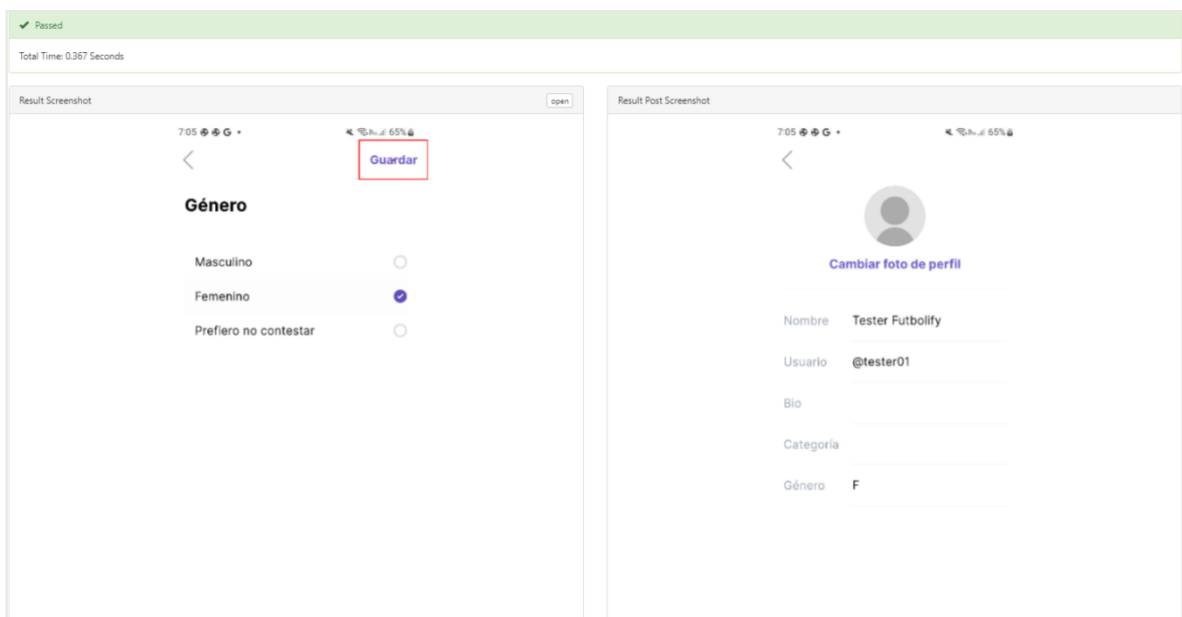 ✔ Passed
Total Time: 0.367 Seconds
Result Screenshot open
7:05 G • 65%
Guardar
Género
Masculino
Femenino
Prefiero no contestar
Result Post Screenshot
7:05 G • 65%
Cambiar foto de perfil
Nombre Tester Futbolify
Usuario @tester01
Bio
Categoría
Género F